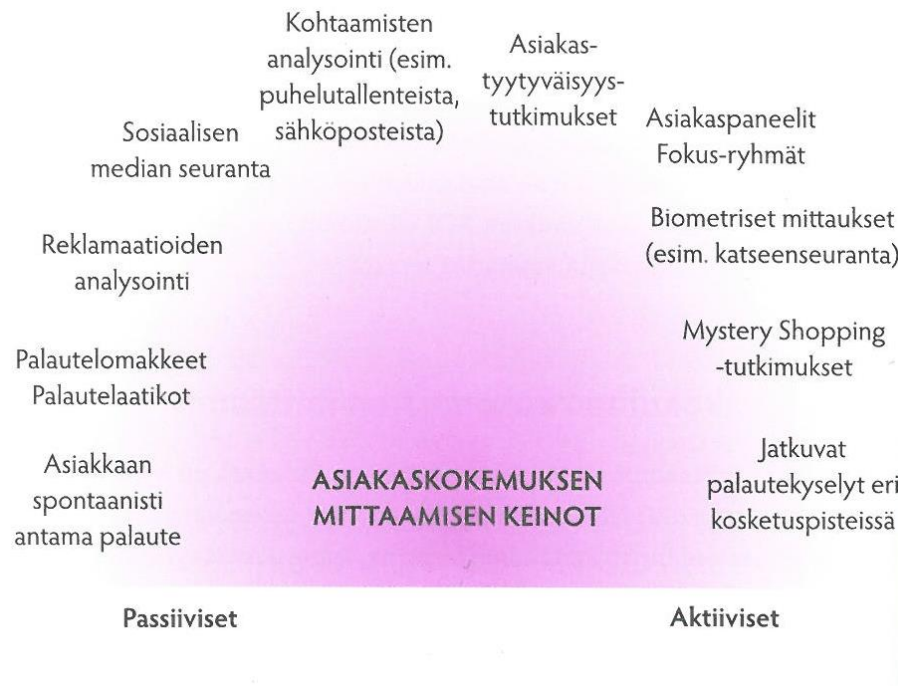 Kohtaamisten
analysointi (esim.
puhelutallenteista,
sähköposteista)
Asiakas-
tyytyväisyys-
tutkimukset
Sosiaalisen
median seuranta
Asiakaspaneelit
Fokus-ryhmät
Reklamaatioiden
analysointi
Biometriset mittaukset
(esim. katseenseuranta)
Palautelomakkeet
Palautelaatikot
Mystery Shopping
-tutkimukset
Asiakkaan
spontaanisti
antama palaute
ASIAKASKOKEMUKSEN
MITTAAMISEN KEINOT
Jatkuvat
palautekyselyt eri
kosketuspisteissä
Passiiviset
Aktiiviset